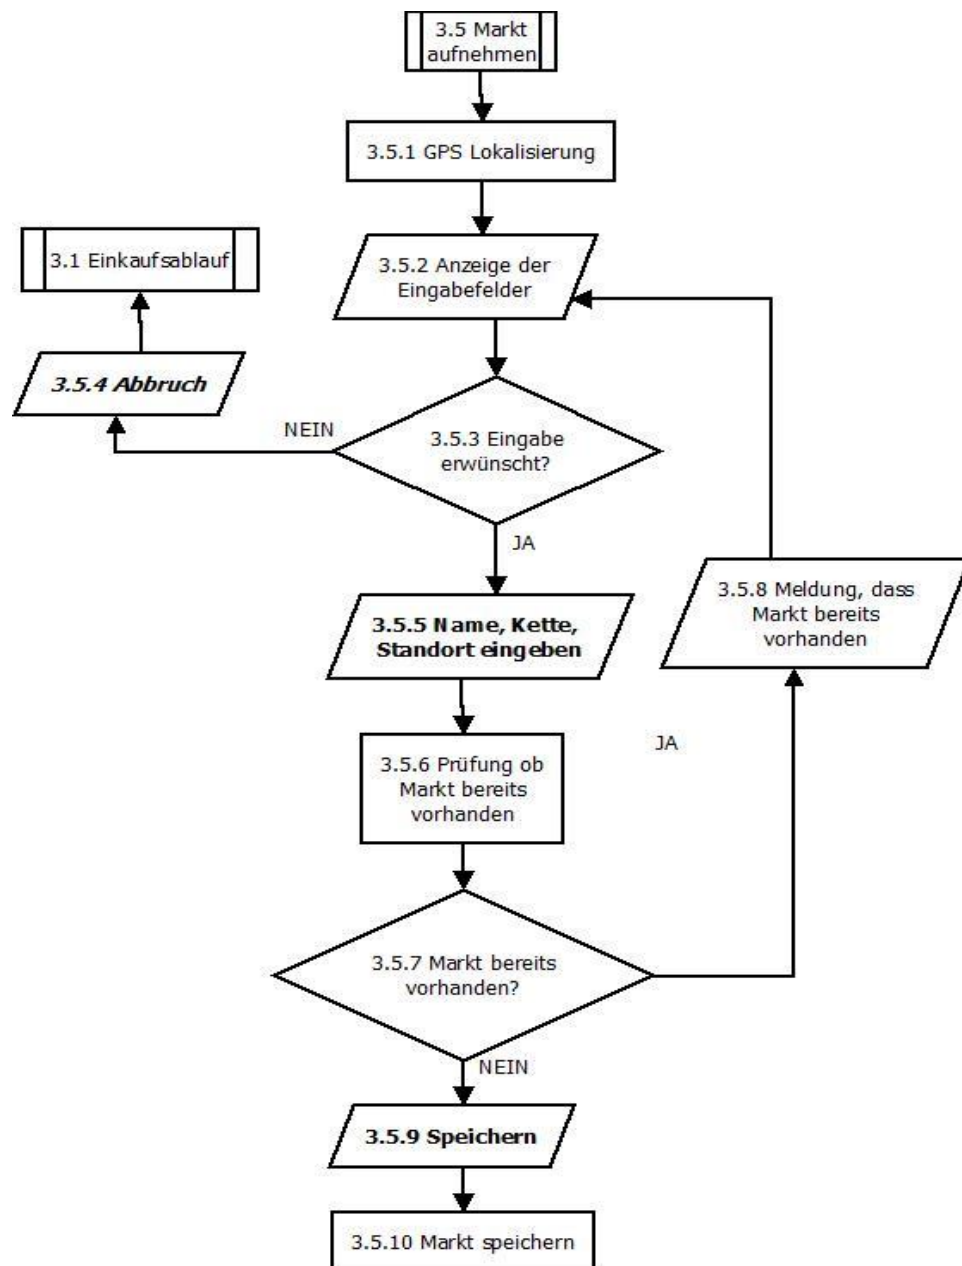 3.5 Markt
aufnehmen
3.5.1 GPS Lokalisierung
3.1 Einkaufsablauf
3.5.2 Anzeige der
Eingabefelder
3.5.4 Abbruch
NEIN
3.5.3 Eingabe
erwünscht?
JA
3.5.5 Name, Kette,
Standort eingeben
3.5.8 Meldung, dass
Markt bereits
vorhanden
JA
3.5.6 Prüfung ob
Markt bereits
vorhanden
3.5.7 Markt bereits
vorhanden?
NEIN
3.5.9 Speichern
3.5.10 Markt speichern